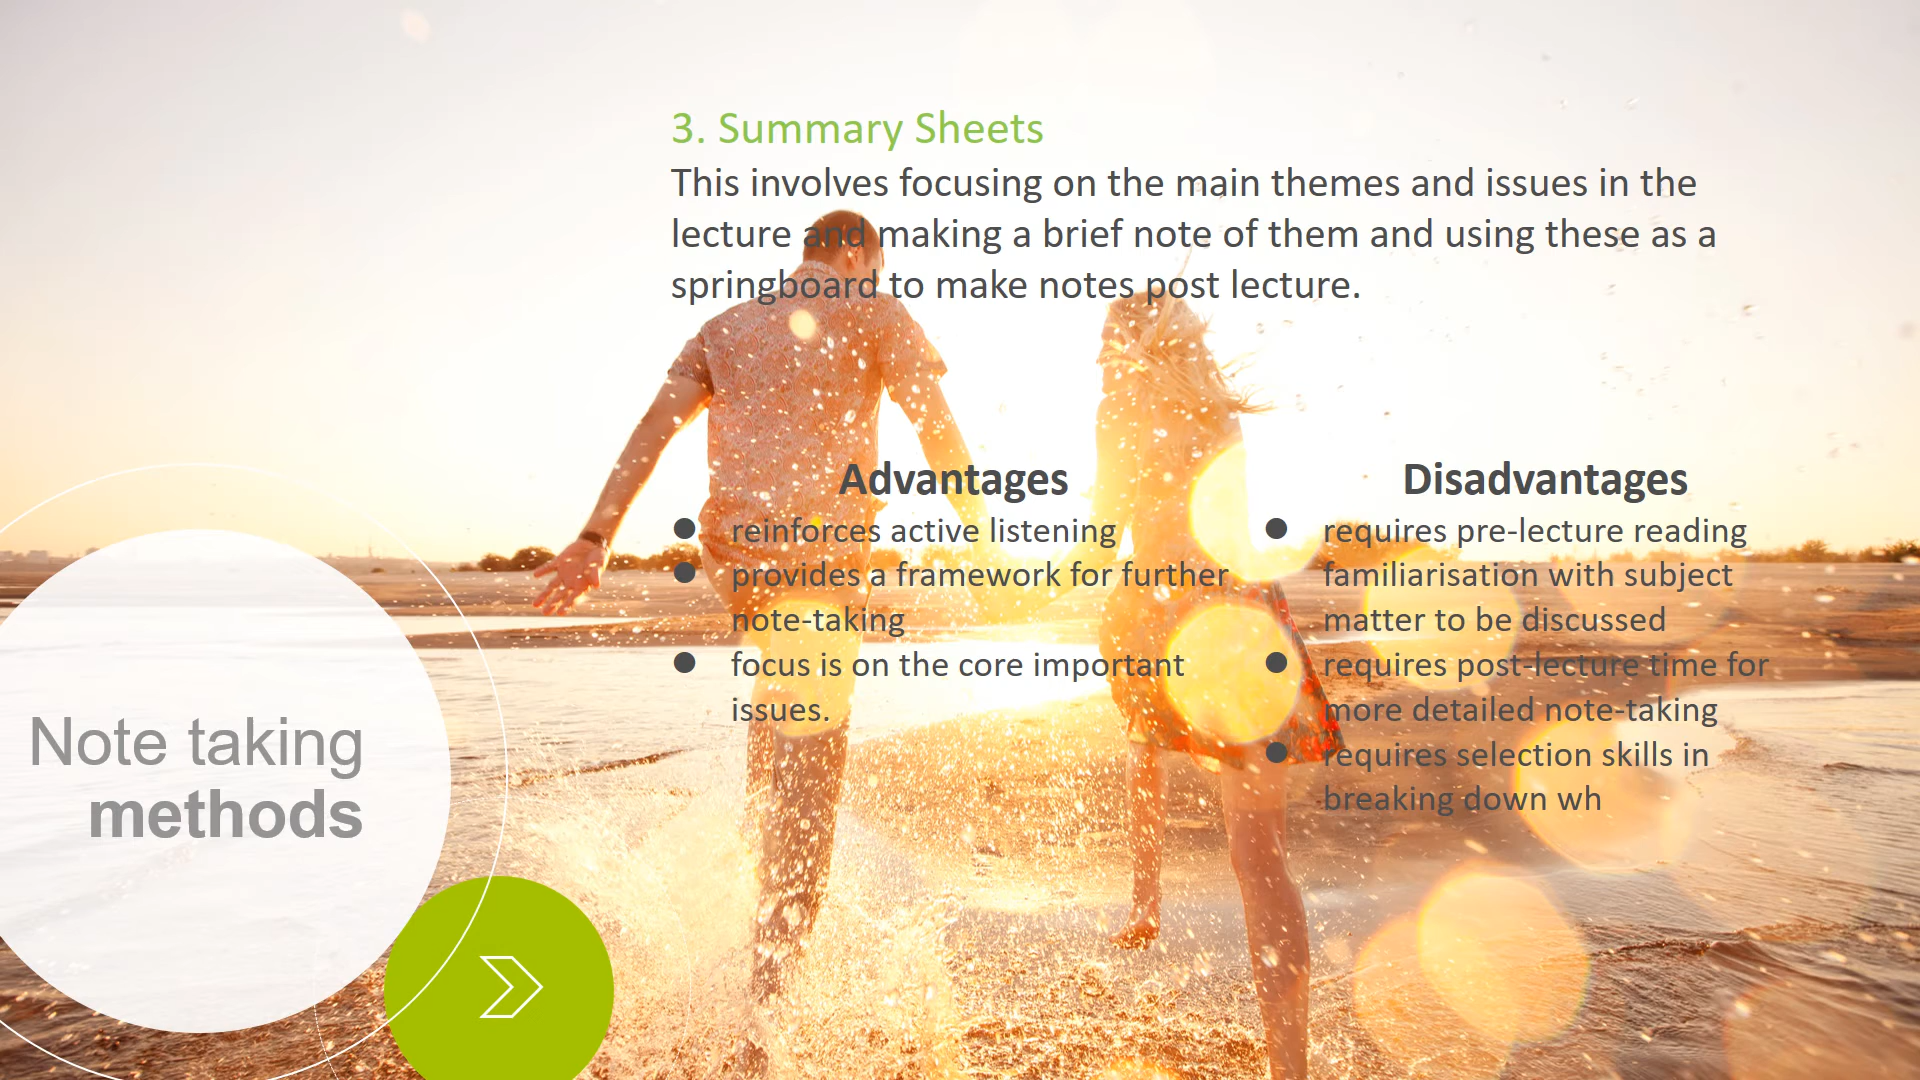 3. Summary Sheets
This involves focusing on the main themes and issues in the
lecture and making a brief note of them and using these as a
springboard to make notes post lecture.
Advantages
● reinforces active listening
● provides a framework for further
note-taking
● focus is on the core important
issues.
Disadvantages
● requires pre-lecture reading
familiarisation with subject
matter to be discussed
● requires post-lecture time for
more detailed note-taking
● requires selection skills in
breaking down wh
Note taking
methods